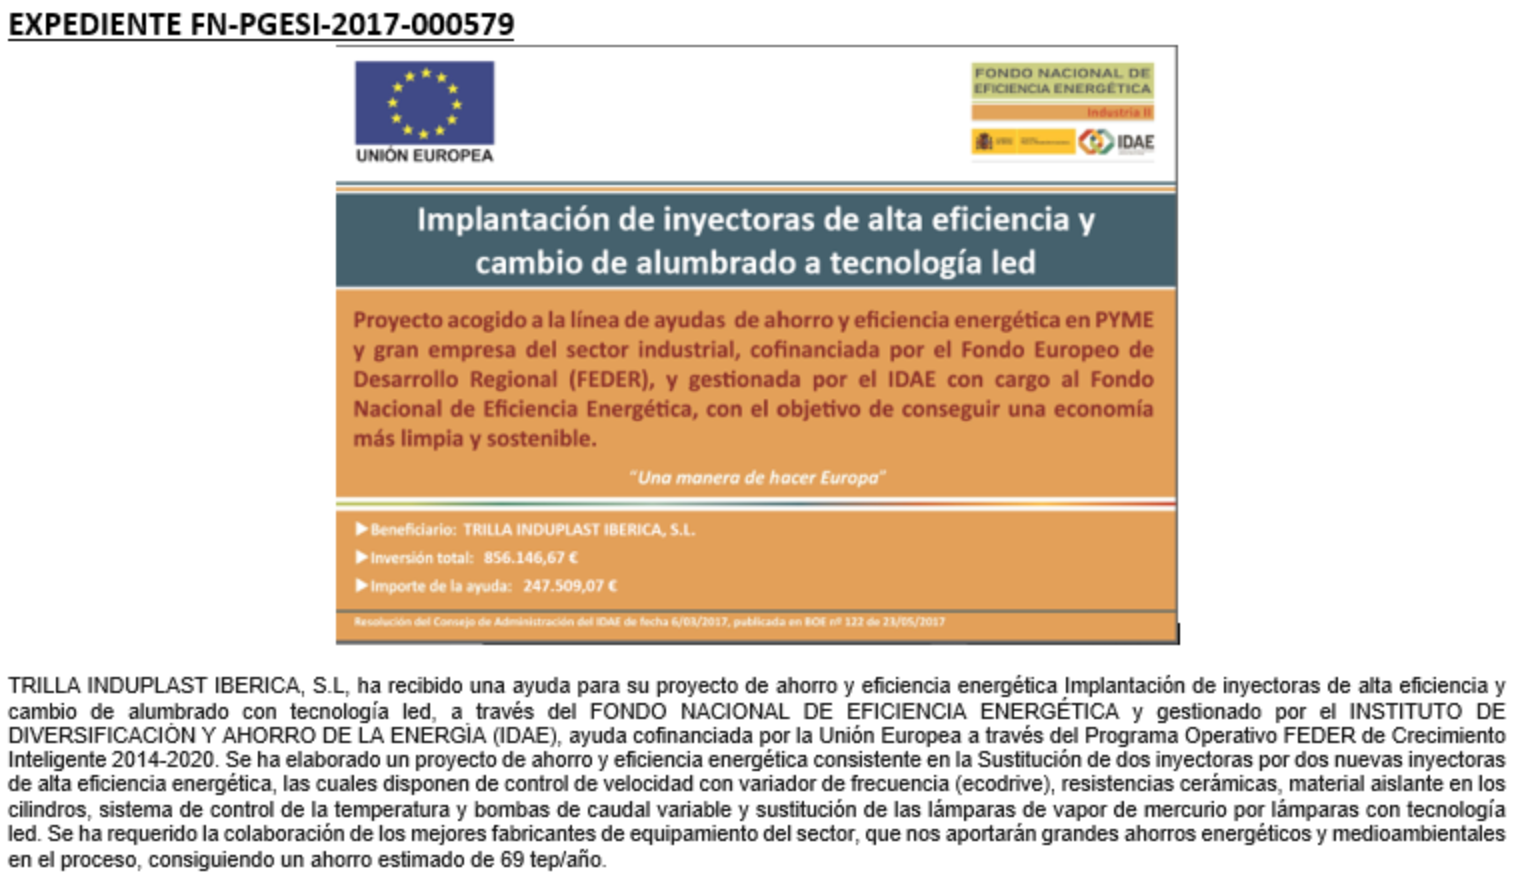 EXPEDIENTE FN-PGESI-2017-000579
UNIÓN EUROPEA
FONDO NACIONAL DE
EFICIENCIA ENERGÉTICA
Industria II
IDAE
Implantación de inyectoras de alta eficiencia y
cambio de alumbrado a tecnología led
Proyecto acogido a la línea de ayudas de ahorro y eficiencia energética en PYME
y gran empresa del sector industrial, cofinanciada por el Fondo Europeo de
Desarrollo Regional (FEDER), y gestionada por el IDAE con cargo al Fondo
Nacional de Eficiencia Energética, con el objetivo de conseguir una economía
más limpia y sostenible.
"Una manera de hacer Europa"
Beneficiario: TRILLA INDUPLAST IBERICA, S.L.
Inversión total: 856.146,67 €
Importe de la ayuda: 247.509,07 €
Resolución del Consejo de Administración del IDAE de fecha 6/03/2017, publicada en BOE nº 122 de 23/05/2017
TRILLA INDUPLAST IBERICA, S.L, ha recibido una ayuda para su proyecto de ahorro y eficiencia energética Implantación de inyectoras de alta eficiencia y
cambio de alumbrado con tecnología led, a través del FONDO NACIONAL DE EFICIENCIA ENERGÉTICA y gestionado por el INSTITUTO DE
DIVERSIFICACIÓN Y AHORRO DE LA ENERGÍA (IDAE), ayuda cofinanciada por la Unión Europea a través del Programa Operativo FEDER de Crecimiento
Inteligente 2014-2020. Se ha elaborado un proyecto de ahorro y eficiencia energética consistente en la Sustitución de dos inyectoras por dos nuevas inyectoras
de alta eficiencia energética, las cuales disponen de control de velocidad con variador de frecuencia (ecodrive), resistencias cerámicas, material aislante en los
cilindros, sistema de control de la temperatura y bombas de caudal variable y sustitución de las lámparas de vapor de mercurio por lámparas con tecnología
led. Se ha requerido la colaboración de los mejores fabricantes de equipamiento del sector, que nos aportarán grandes ahorros energéticos y medioambientales
en el proceso, consiguiendo un ahorro estimado de 69 tep/año.